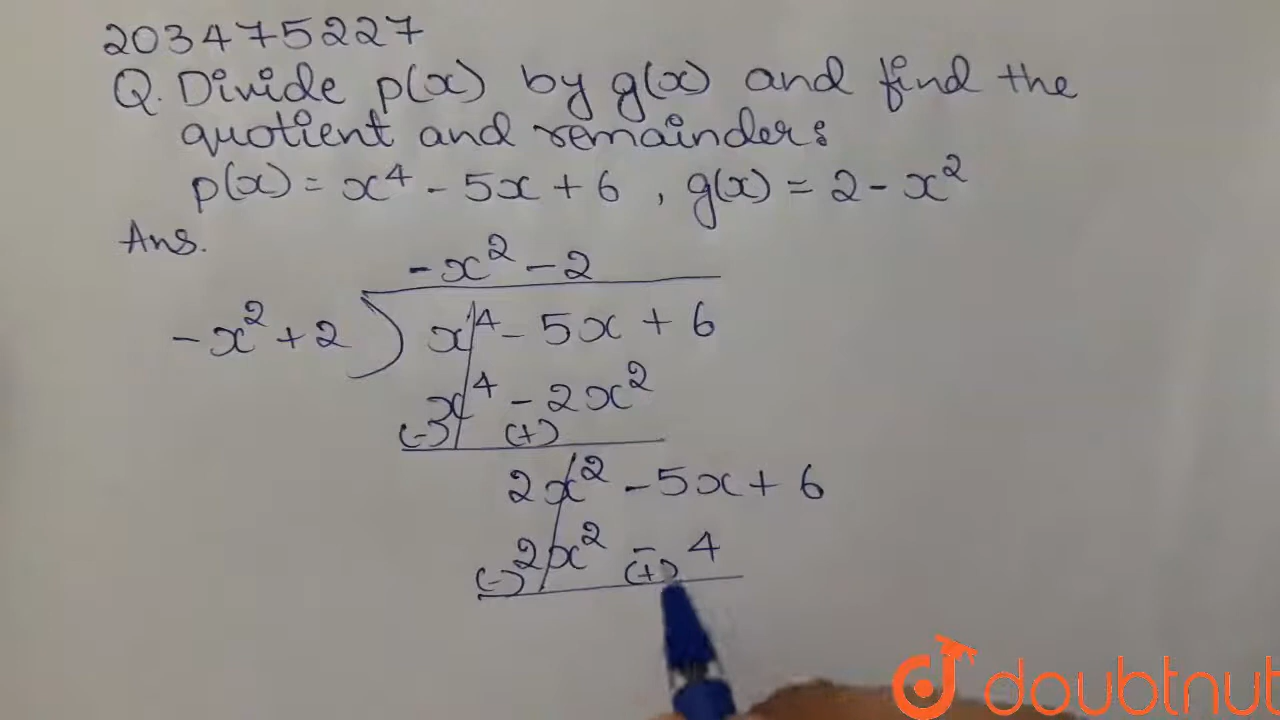 203475227
Q. Divide p(x) by g(x) and find the
quotient and remainder:
p(x) = x⁴ - 5x + 6 , g(x) = 2 - x²
Ans.
-x² - 2
-x² + 2 ) x⁴ - 5x + 6
x⁴ - 2x²
(-) (+)
2x² - 5x + 6
2x² - 4
(-) (+)
doubtnut